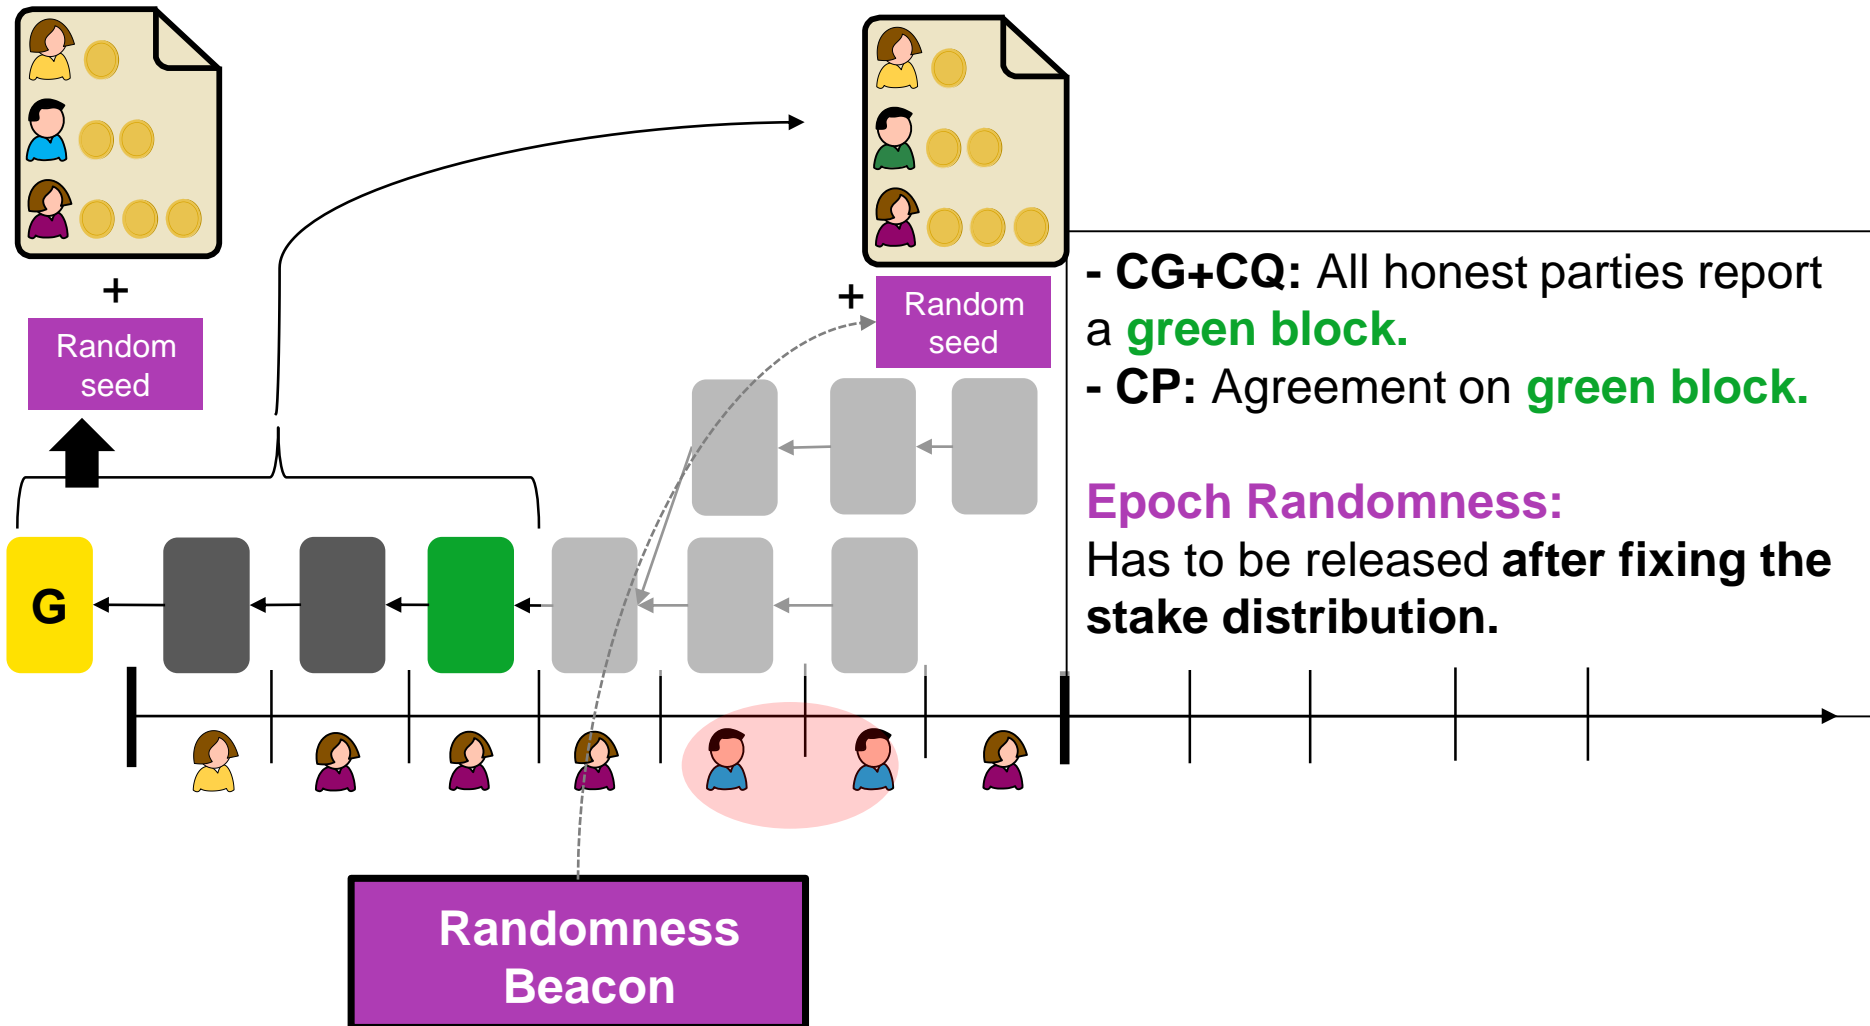 +
Random
seed
+
Random
seed
- CG+CQ: All honest parties report
a green block.
- CP: Agreement on green block.
Epoch Randomness:
Has to be released after fixing the
stake distribution.
G
Randomness
Beacon